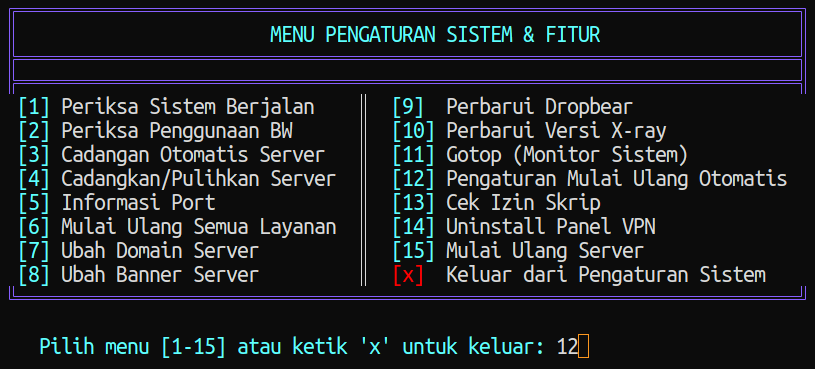 MENU PENGATURAN SISTEM & FITUR
[1] Periksa Sistem Berjalan
[2] Periksa Penggunaan BW
[3] Cadangan Otomatis Server
[4] Cadangkan/Pulihkan Server
[5] Informasi Port
[6] Mulai Ulang Semua Layanan
[7] Ubah Domain Server
[8] Ubah Banner Server
[9] Perbarui Dropbear
[10] Perbarui Versi X-ray
[11] Gotop (Monitor Sistem)
[12] Pengaturan Mulai Ulang Otomatis
[13] Cek Izin Skrip
[14] Uninstall Panel VPN
[15] Mulai Ulang Server
[x] Keluar dari Pengaturan Sistem
Pilih menu [1-15] atau ketik 'x' untuk keluar: 12